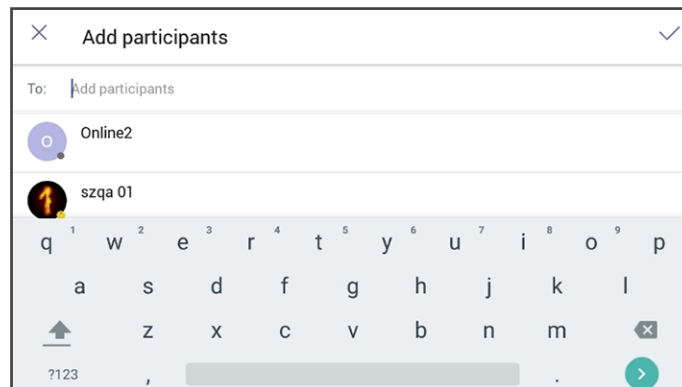 Add participants
To: Add participants
O Online2
szqa 01
q 1 w 2 e 3 r 4 t 5 y 6 u 7 i 8 o 9 p
a s d f g h j k l
z x c v b n m
?123 , .